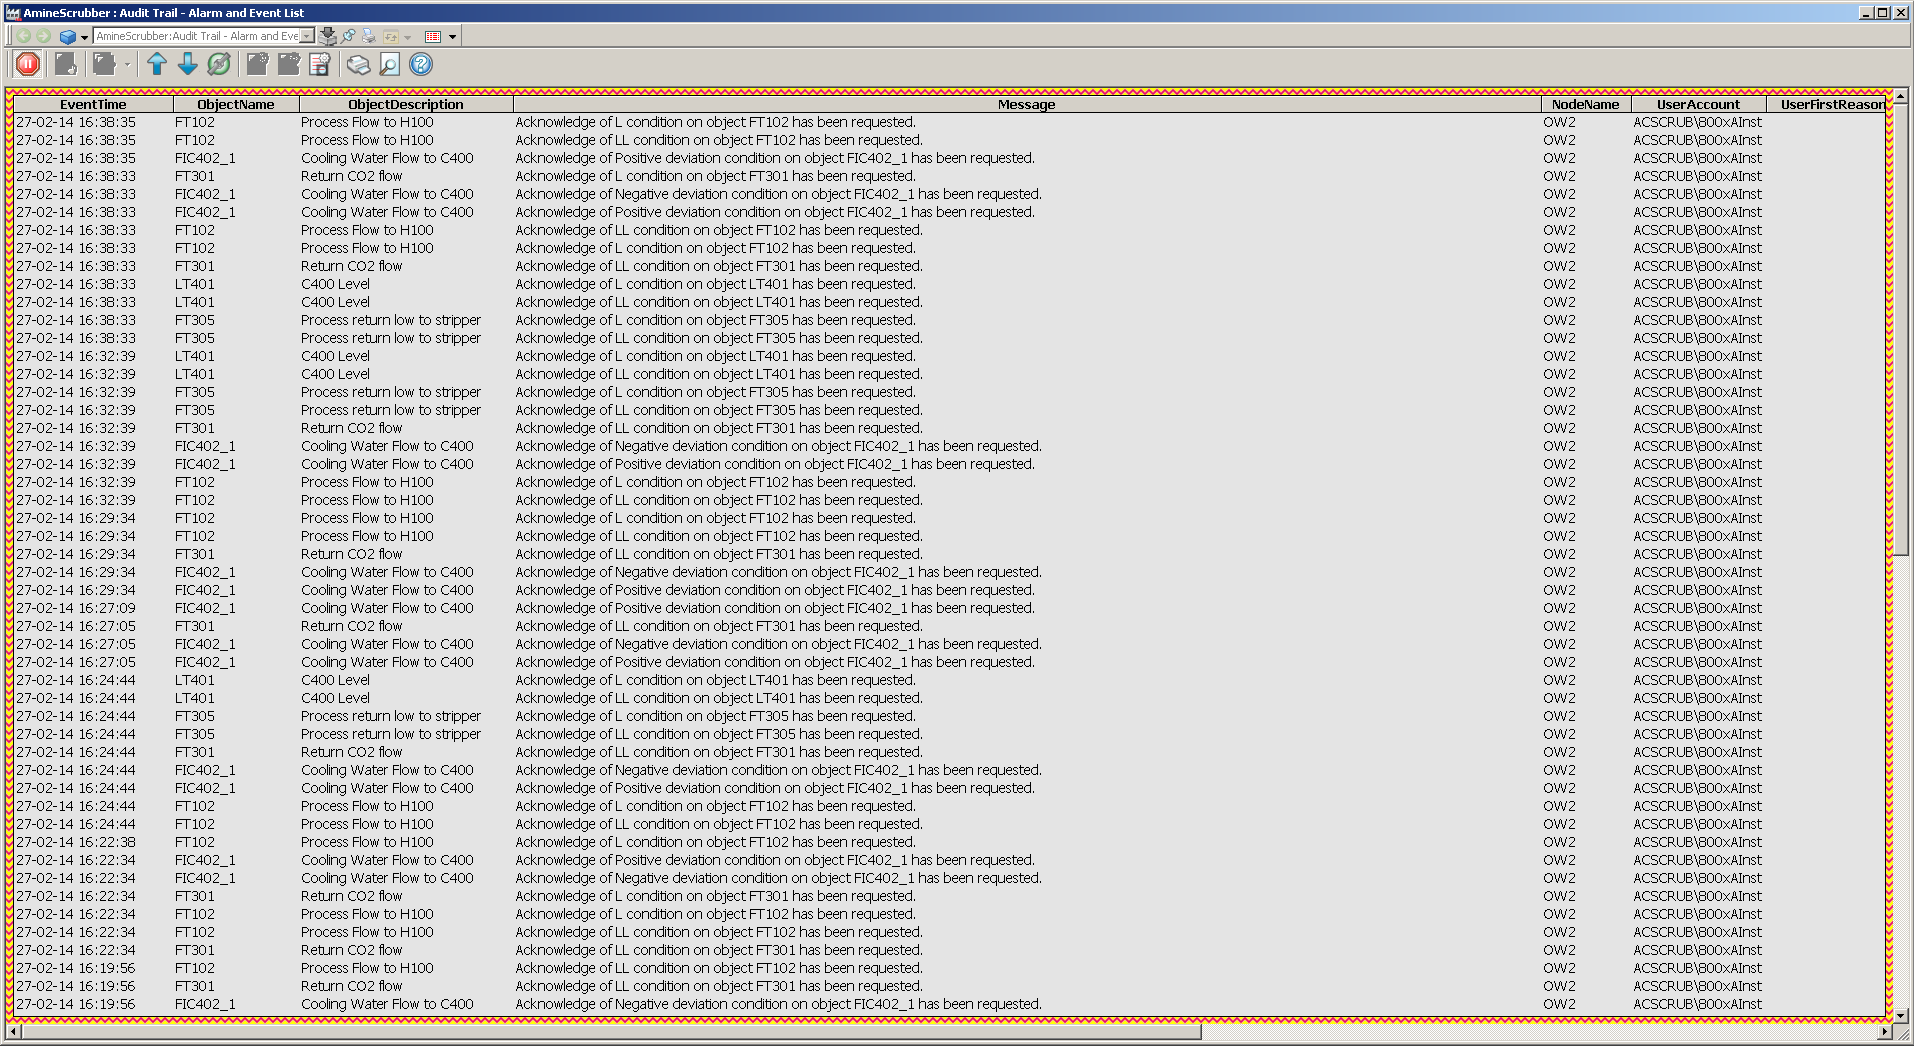 AmineScrubber : Audit Trail - Alarm and Event List
AmineScrubber:Audit Trail - Alarm and Eve
EventTime ObjectName ObjectDescription Message NodeName UserAccount UserFirstReason
27-02-14 16:38:35 FT102 Process Flow to H100 Acknowledge of L condition on object FT102 has been requested. OW2 ACSCRUB\800xAInst
27-02-14 16:38:35 FT102 Process Flow to H100 Acknowledge of LL condition on object FT102 has been requested. OW2 ACSCRUB\800xAInst
27-02-14 16:38:35 FIC402_1 Cooling Water Flow to C400 Acknowledge of Positive deviation condition on object FIC402_1 has been requested. OW2 ACSCRUB\800xAInst
27-02-14 16:38:33 FT301 Return CO2 flow Acknowledge of L condition on object FT301 has been requested. OW2 ACSCRUB\800xAInst
27-02-14 16:38:33 FIC402_1 Cooling Water Flow to C400 Acknowledge of Negative deviation condition on object FIC402_1 has been requested. OW2 ACSCRUB\800xAInst
27-02-14 16:38:33 FIC402_1 Cooling Water Flow to C400 Acknowledge of Positive deviation condition on object FIC402_1 has been requested. OW2 ACSCRUB\800xAInst
27-02-14 16:38:33 FT102 Process Flow to H100 Acknowledge of LL condition on object FT102 has been requested. OW2 ACSCRUB\800xAInst
27-02-14 16:38:33 FT102 Process Flow to H100 Acknowledge of L condition on object FT102 has been requested. OW2 ACSCRUB\800xAInst
27-02-14 16:38:33 FT301 Return CO2 flow Acknowledge of LL condition on object FT301 has been requested. OW2 ACSCRUB\800xAInst
27-02-14 16:38:33 LT401 C400 Level Acknowledge of L condition on object LT401 has been requested. OW2 ACSCRUB\800xAInst
27-02-14 16:38:33 LT401 C400 Level Acknowledge of LL condition on object LT401 has been requested. OW2 ACSCRUB\800xAInst
27-02-14 16:38:33 FT305 Process return low to stripper Acknowledge of L condition on object FT305 has been requested. OW2 ACSCRUB\800xAInst
27-02-14 16:38:33 FT305 Process return low to stripper Acknowledge of LL condition on object FT305 has been requested. OW2 ACSCRUB\800xAInst
27-02-14 16:32:39 LT401 C400 Level Acknowledge of L condition on object LT401 has been requested. OW2 ACSCRUB\800xAInst
27-02-14 16:32:39 LT401 C400 Level Acknowledge of LL condition on object LT401 has been requested. OW2 ACSCRUB\800xAInst
27-02-14 16:32:39 FT305 Process return low to stripper Acknowledge of L condition on object FT305 has been requested. OW2 ACSCRUB\800xAInst
27-02-14 16:32:39 FT305 Process return low to stripper Acknowledge of LL condition on object FT305 has been requested. OW2 ACSCRUB\800xAInst
27-02-14 16:32:39 FT301 Return CO2 flow Acknowledge of LL condition on object FT301 has been requested. OW2 ACSCRUB\800xAInst
27-02-14 16:32:39 FIC402_1 Cooling Water Flow to C400 Acknowledge of Negative deviation condition on object FIC402_1 has been requested. OW2 ACSCRUB\800xAInst
27-02-14 16:32:39 FIC402_1 Cooling Water Flow to C400 Acknowledge of Positive deviation condition on object FIC402_1 has been requested. OW2 ACSCRUB\800xAInst
27-02-14 16:32:39 FT102 Process Flow to H100 Acknowledge of L condition on object FT102 has been requested. OW2 ACSCRUB\800xAInst
27-02-14 16:32:39 FT102 Process Flow to H100 Acknowledge of LL condition on object FT102 has been requested. OW2 ACSCRUB\800xAInst
27-02-14 16:29:34 FT102 Process Flow to H100 Acknowledge of L condition on object FT102 has been requested. OW2 ACSCRUB\800xAInst
27-02-14 16:29:34 FT102 Process Flow to H100 Acknowledge of LL condition on object FT102 has been requested. OW2 ACSCRUB\800xAInst
27-02-14 16:29:34 FT301 Return CO2 flow Acknowledge of LL condition on object FT301 has been requested. OW2 ACSCRUB\800xAInst
27-02-14 16:29:34 FIC402_1 Cooling Water Flow to C400 Acknowledge of Negative deviation condition on object FIC402_1 has been requested. OW2 ACSCRUB\800xAInst
27-02-14 16:29:34 FIC402_1 Cooling Water Flow to C400 Acknowledge of Positive deviation condition on object FIC402_1 has been requested. OW2 ACSCRUB\800xAInst
27-02-14 16:27:09 FIC402_1 Cooling Water Flow to C400 Acknowledge of Positive deviation condition on object FIC402_1 has been requested. OW2 ACSCRUB\800xAInst
27-02-14 16:27:05 FT301 Return CO2 flow Acknowledge of LL condition on object FT301 has been requested. OW2 ACSCRUB\800xAInst
27-02-14 16:27:05 FIC402_1 Cooling Water Flow to C400 Acknowledge of Negative deviation condition on object FIC402_1 has been requested. OW2 ACSCRUB\800xAInst
27-02-14 16:27:05 FIC402_1 Cooling Water Flow to C400 Acknowledge of Positive deviation condition on object FIC402_1 has been requested. OW2 ACSCRUB\800xAInst
27-02-14 16:24:44 LT401 C400 Level Acknowledge of L condition on object LT401 has been requested. OW2 ACSCRUB\800xAInst
27-02-14 16:24:44 LT401 C400 Level Acknowledge of LL condition on object LT401 has been requested. OW2 ACSCRUB\800xAInst
27-02-14 16:24:44 FT305 Process return low to stripper Acknowledge of L condition on object FT305 has been requested. OW2 ACSCRUB\800xAInst
27-02-14 16:24:44 FT305 Process return low to stripper Acknowledge of LL condition on object FT305 has been requested. OW2 ACSCRUB\800xAInst
27-02-14 16:24:44 FT301 Return CO2 flow Acknowledge of LL condition on object FT301 has been requested. OW2 ACSCRUB\800xAInst
27-02-14 16:24:44 FIC402_1 Cooling Water Flow to C400 Acknowledge of Negative deviation condition on object FIC402_1 has been requested. OW2 ACSCRUB\800xAInst
27-02-14 16:24:44 FIC402_1 Cooling Water Flow to C400 Acknowledge of Positive deviation condition on object FIC402_1 has been requested. OW2 ACSCRUB\800xAInst
27-02-14 16:24:44 FT102 Process Flow to H100 Acknowledge of L condition on object FT102 has been requested. OW2 ACSCRUB\800xAInst
27-02-14 16:24:44 FT102 Process Flow to H100 Acknowledge of LL condition on object FT102 has been requested. OW2 ACSCRUB\800xAInst
27-02-14 16:22:38 FT102 Process Flow to H100 Acknowledge of L condition on object FT102 has been requested. OW2 ACSCRUB\800xAInst
27-02-14 16:22:34 FIC402_1 Cooling Water Flow to C400 Acknowledge of Positive deviation condition on object FIC402_1 has been requested. OW2 ACSCRUB\800xAInst
27-02-14 16:22:34 FIC402_1 Cooling Water Flow to C400 Acknowledge of Negative deviation condition on object FIC402_1 has been requested. OW2 ACSCRUB\800xAInst
27-02-14 16:22:34 FT301 Return CO2 flow Acknowledge of L condition on object FT301 has been requested. OW2 ACSCRUB\800xAInst
27-02-14 16:22:34 FT102 Process Flow to H100 Acknowledge of L condition on object FT102 has been requested. OW2 ACSCRUB\800xAInst
27-02-14 16:22:34 FT102 Process Flow to H100 Acknowledge of LL condition on object FT102 has been requested. OW2 ACSCRUB\800xAInst
27-02-14 16:22:34 FT301 Return CO2 flow Acknowledge of LL condition on object FT301 has been requested. OW2 ACSCRUB\800xAInst
27-02-14 16:19:56 FT102 Process Flow to H100 Acknowledge of LL condition on object FT102 has been requested. OW2 ACSCRUB\800xAInst
27-02-14 16:19:56 FT301 Return CO2 flow Acknowledge of LL condition on object FT301 has been requested. OW2 ACSCRUB\800xAInst
27-02-14 16:19:56 FIC402_1 Cooling Water Flow to C400 Acknowledge of Negative deviation condition on object FIC402_1 has been requested. OW2 ACSCRUB\800xAInst